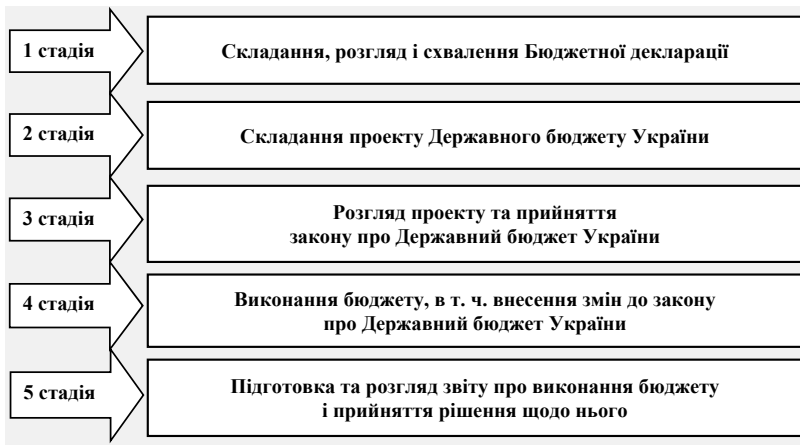 1 стадія
Складання, розгляд і схвалення Бюджетної декларації
2 стадія
Складання проекту Державного бюджету України
3 стадія
Розгляд проекту та прийняття
закону про Державний бюджет України
4 стадія
Виконання бюджету, в т. ч. внесення змін до закону
про Державний бюджет України
5 стадія
Підготовка та розгляд звіту про виконання бюджету
і прийняття рішення щодо нього